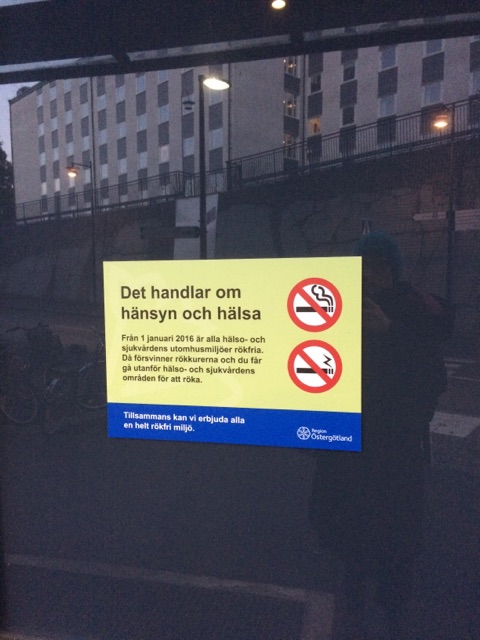 Det handlar om
hänsyn och hälsa
Från 1 januari 2016 är alla hälso- och
sjukvårdens utomhusmiljöer rökfria.
Då försvinner rökkurerna och du får
gå utanför hälso- och sjukvårdens
områden för att röka.
Tillsammans kan vi erbjuda alla
en helt rökfri miljö.
Region
Östergötland